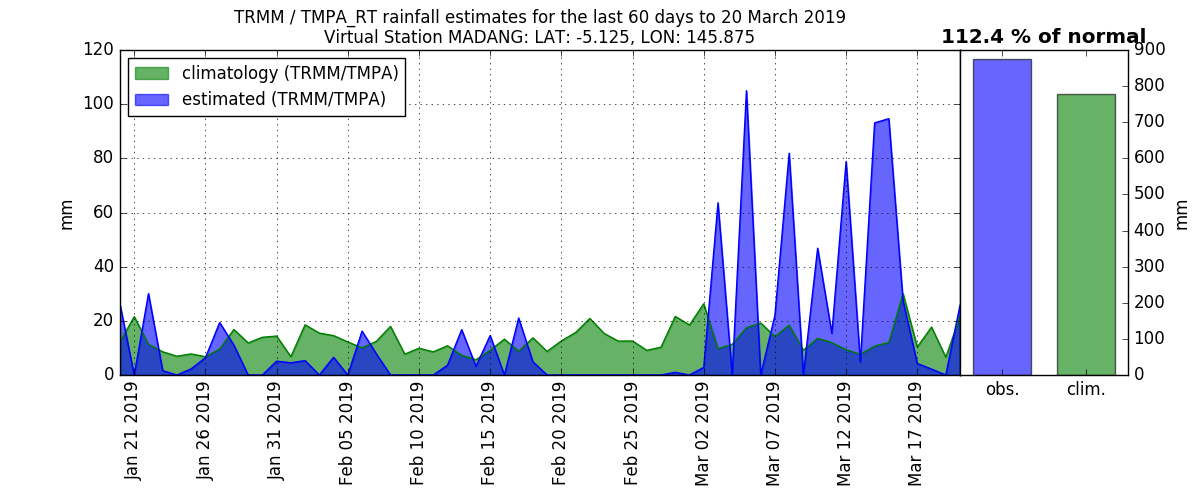 TRMM / TMPA_RT rainfall estimates for the last 60 days to 20 March 2019
Virtual Station MADANG: LAT: -5.125, LON: 145.875
112.4 % of normal
climatology (TRMM/TMPA)
estimated (TRMM/TMPA)
mm
120
100
80
60
40
20
0
Jan 21 2019
Jan 26 2019
Jan 31 2019
Feb 05 2019
Feb 10 2019
Feb 15 2019
Feb 20 2019
Feb 25 2019
Mar 02 2019
Mar 07 2019
Mar 12 2019
Mar 17 2019
obs.
clim.
900
800
700
600
500
400
300
200
100
0
mm